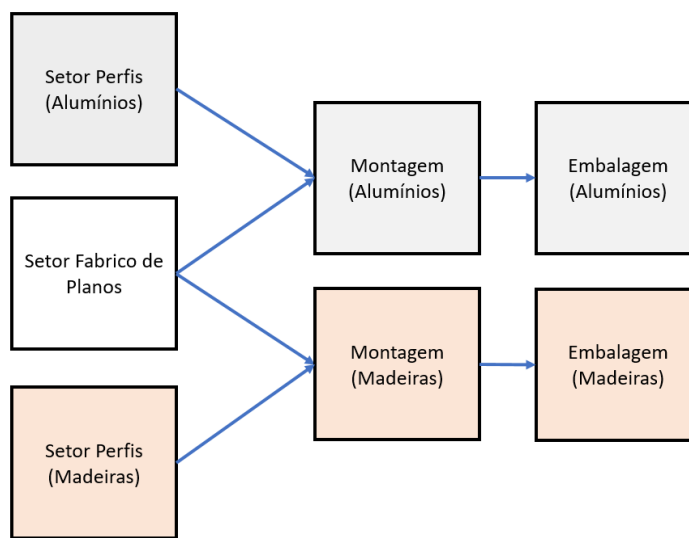 Setor Perfis
(Alumínios)
Setor Fabrico de
Planos
Setor Perfis
(Madeiras)
Montagem
(Alumínios)
Montagem
(Madeiras)
Embalagem
(Alumínios)
Embalagem
(Madeiras)